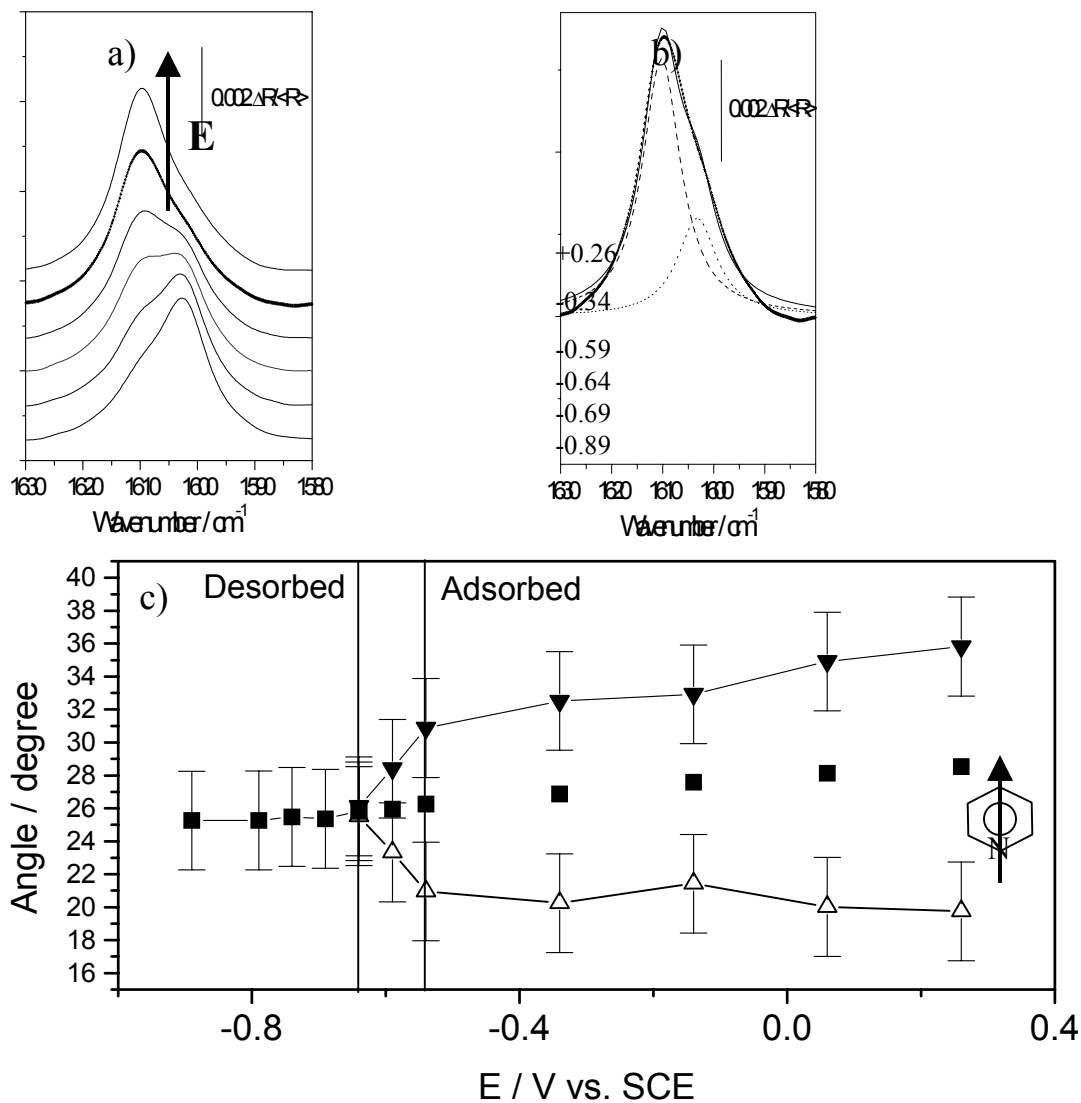 a)
0.002 ΔR/<R>
E
1630 1620 1610 1600 1590 1580
Wavenumber / cm-1
b)
0.002 ΔR/<R>
+0.26
-0.34
-0.59
-0.64
-0.69
-0.89
1630 1620 1610 1600 1590 1580
Wavenumber / cm-1
c)
Desorbed
Adsorbed
40
38
36
34
32
30
28
26
24
22
20
18
16
Angle / degree
N
-0.8 -0.4 0.0 0.4
E / V vs. SCE